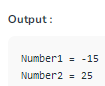 Output :
Number1 = -15
Number2 = 25